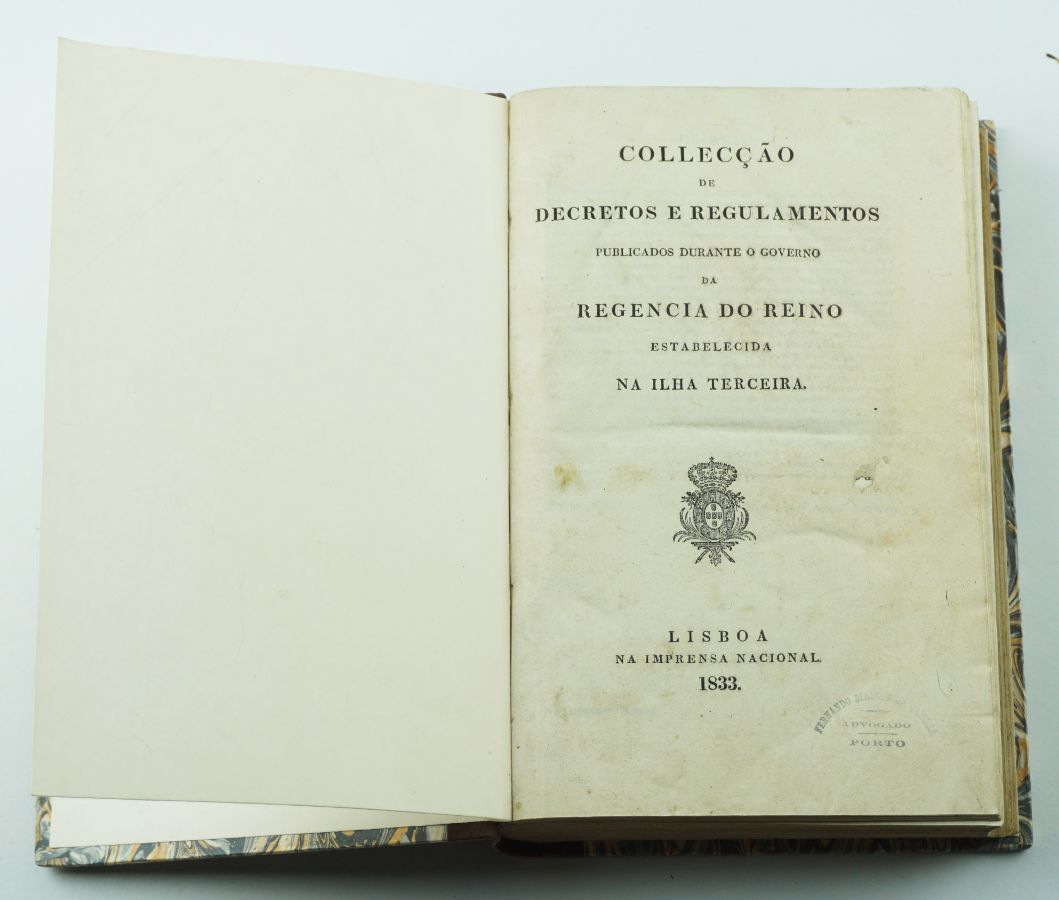 COLLECÇÃO
DE
DECRETOS E REGULAMENTOS
PUBLICADOS DURANTE O GOVERNO
DA
REGENCIA DO REINO
ESTABELECIDA
NA ILHA TERCEIRA.
LISBOA
NA IMPRENSA NACIONAL.
1833.
FERNANDO
ADVOGADO
PORTO